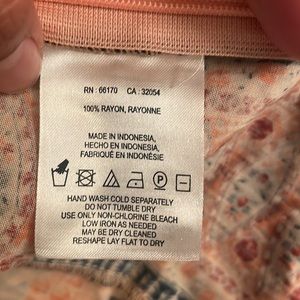 RN : 66170 CA : 32054
100% RAYON, RAYONNE
MADE IN INDONESIA,
HECHO EN INDONESIA,
FABRIQUÉ EN INDONÉSIE
P
HAND WASH COLD SEPARATELY
DO NOT TUMBLE DRY
USE ONLY NON-CHLORINE BLEACH
LOW IRON AS NEEDED
MAY BE DRY CLEANED
RESHAPE LAY FLAT TO DRY